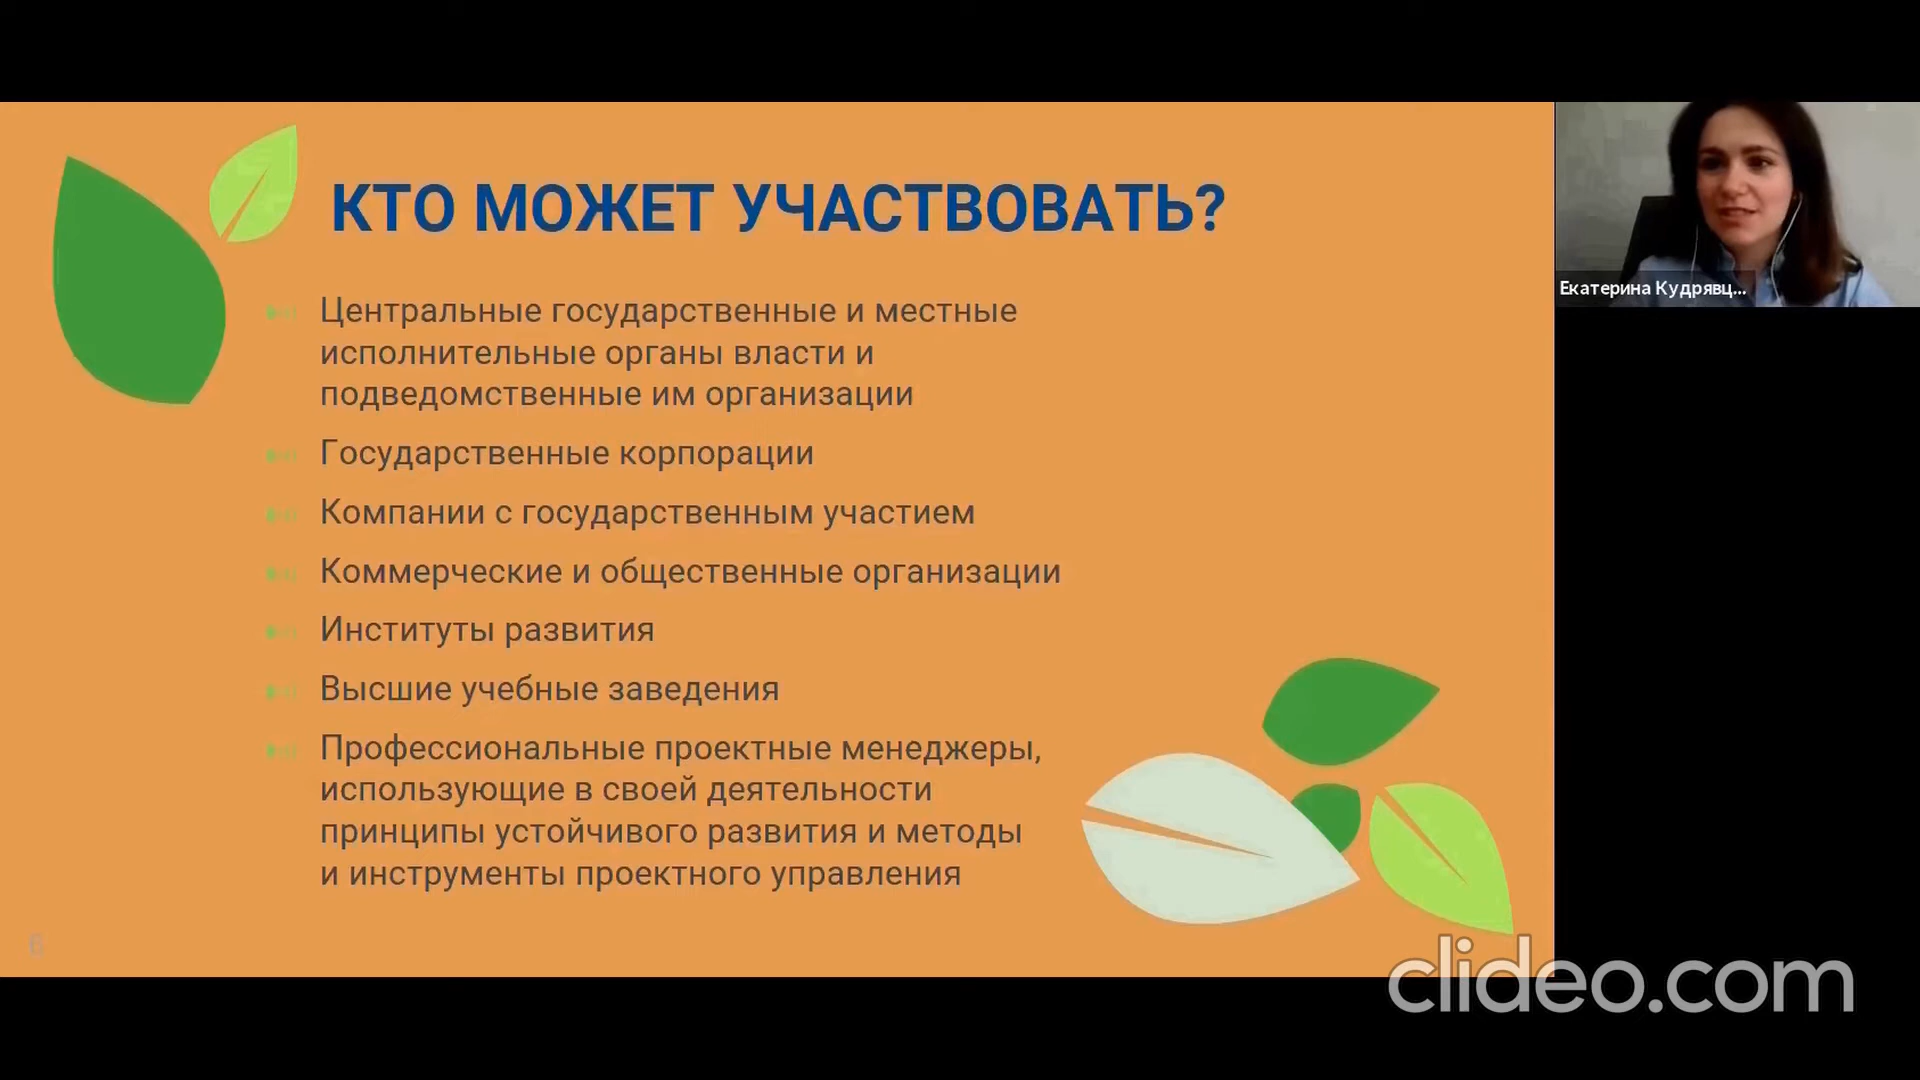 КТО МОЖЕТ УЧАСТВОВАТЬ?
Центральные государственные и местные
исполнительные органы власти и
подведомственные им организации
Государственные корпорации
Компании с государственным участием
Коммерческие и общественные организации
Институты развития
Высшие учебные заведения
Профессиональные проектные менеджеры,
использующие в своей деятельности
принципы устойчивого развития и методы
и инструменты проектного управления
6
Екатерина Кудрявц...
clideo.com